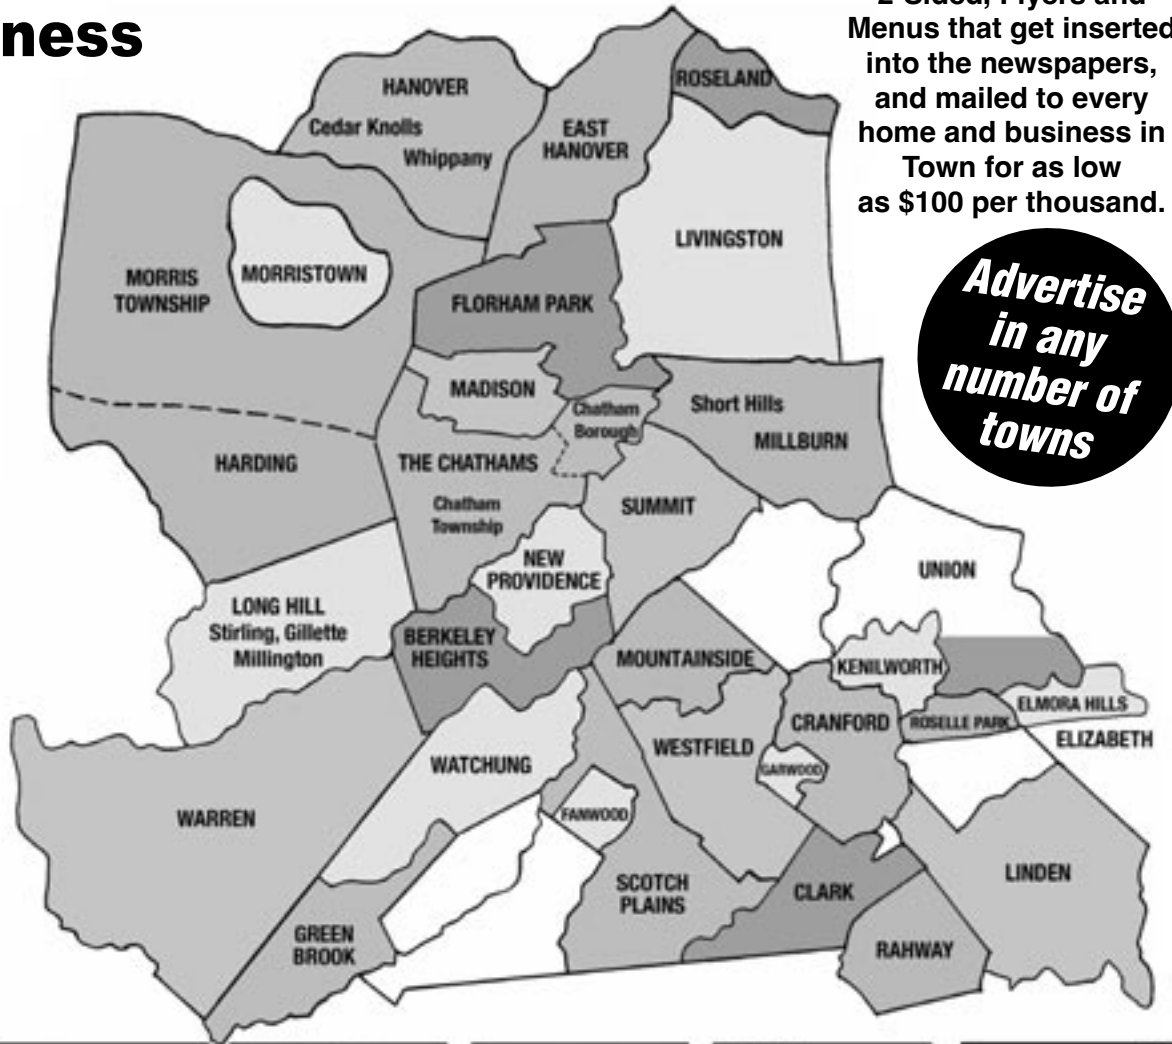 ness
2-Sided, Flyers and
Menus that get inserted
into the newspapers,
and mailed to every
home and business in
Town for as low
as $100 per thousand.
Advertise
in any
number of
towns
HANOVER
Cedar Knolls
Whippany
EAST
HANOVER
ROSELAND
LIVINGSTON
MORRIS
TOWNSHIP
MORRISTOWN
FLORHAM PARK
MADISON
Chatham
Borough
Short Hills
MILLBURN
HARDING
THE CHATHAMS
Chatham
Township
SUMMIT
NEW
PROVIDENCE
UNION
LONG HILL
Stirling, Gillette
Millington
BERKELEY
HEIGHTS
MOUNTAINSIDE
KENILWORTH
ELMORA HILLS
ROSELLE PARK
CRANFORD
ELIZABETH
WESTFIELD
GARWOOD
WATCHUNG
WARREN
FANWOOD
SCOTCH
PLAINS
CLARK
LINDEN
GREEN
BROOK
RAHWAY